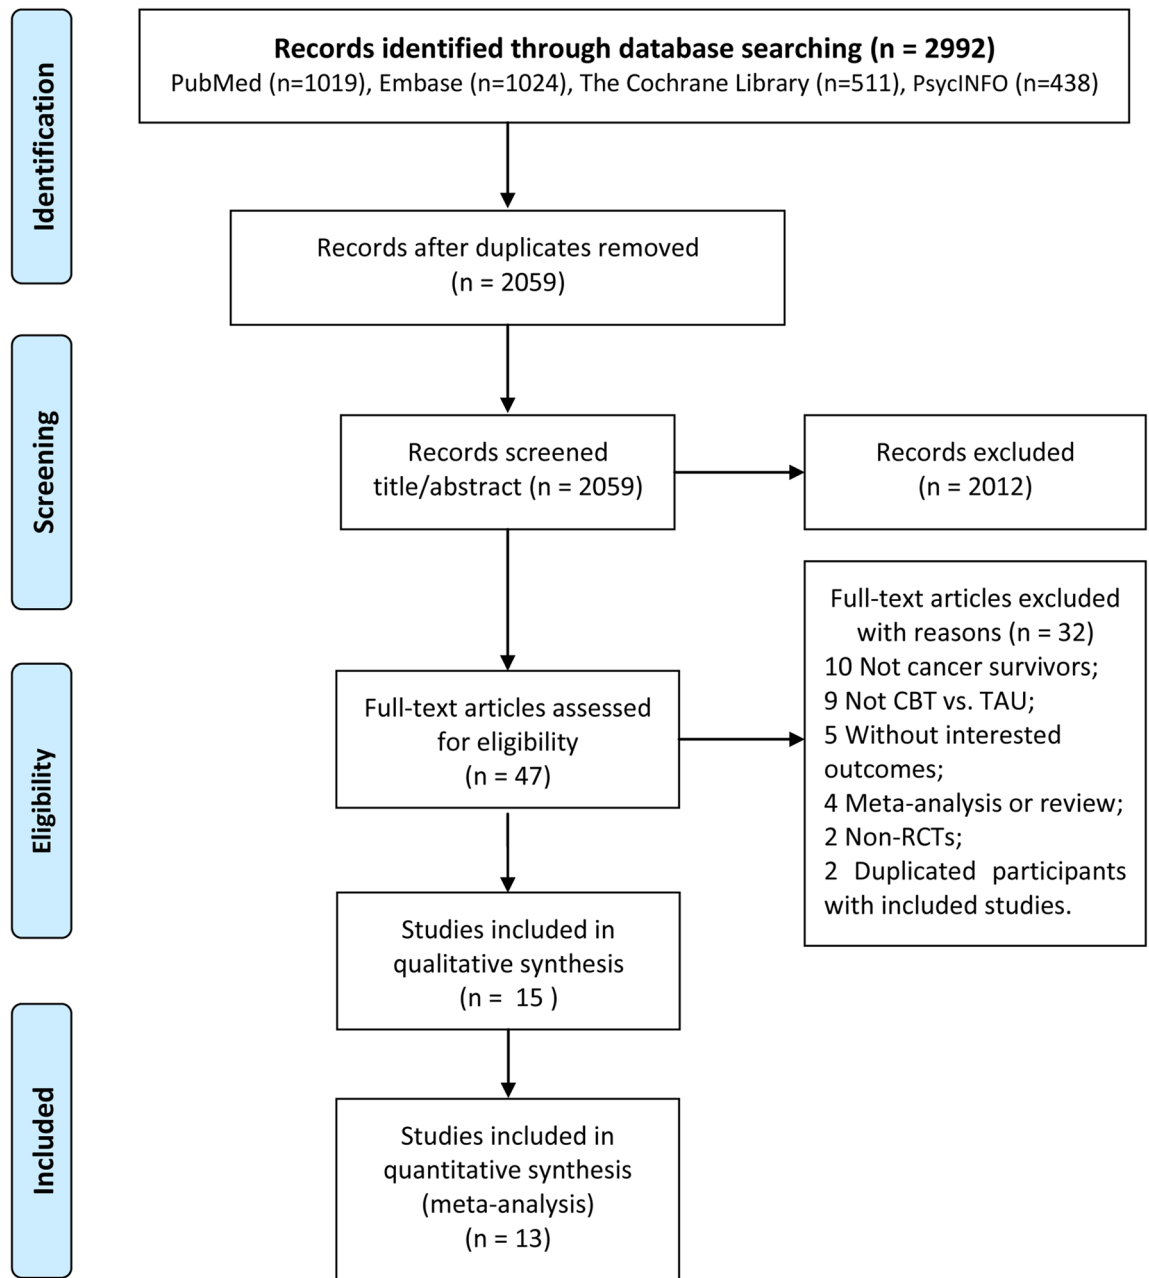 Identification
Records identified through database searching (n = 2992)
PubMed (n=1019), Embase (n=1024), The Cochrane Library (n=511), PsycINFO (n=438)
Records after duplicates removed
(n = 2059)
Screening
Records screened
title/abstract (n = 2059)
Records excluded
(n = 2012)
Eligibility
Full-text articles assessed
for eligibility
(n = 47)
Full-text articles excluded
with reasons (n = 32)
10 Not cancer survivors;
9 Not CBT vs. TAU;
5 Without interested
outcomes;
4 Meta-analysis or review;
2 Non-RCTs;
2 Duplicated participants
with included studies.
Studies included in
qualitative synthesis
(n = 15 )
Included
Studies included in
quantitative synthesis
(meta-analysis)
(n = 13)